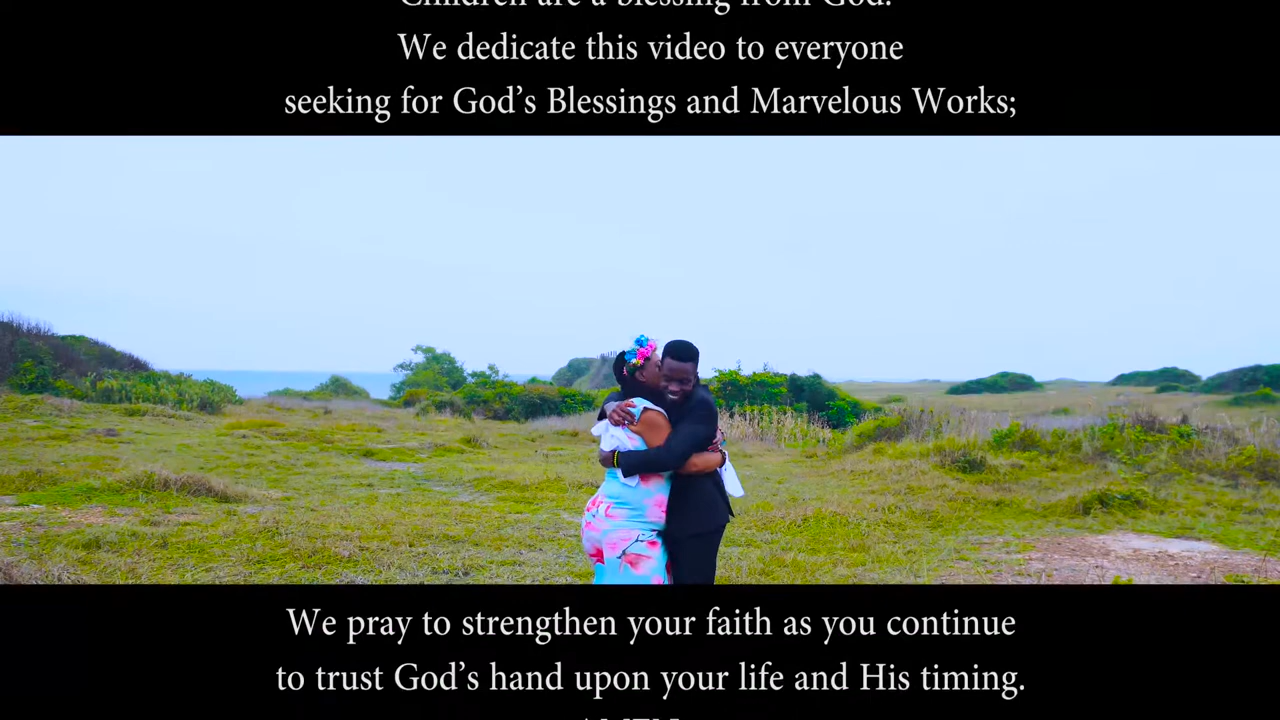 Children are a blessing from God.
We dedicate this video to everyone
seeking for God's Blessings and Marvelous Works;
We pray to strengthen your faith as you continue
to trust God's hand upon your life and His timing.
AMEN